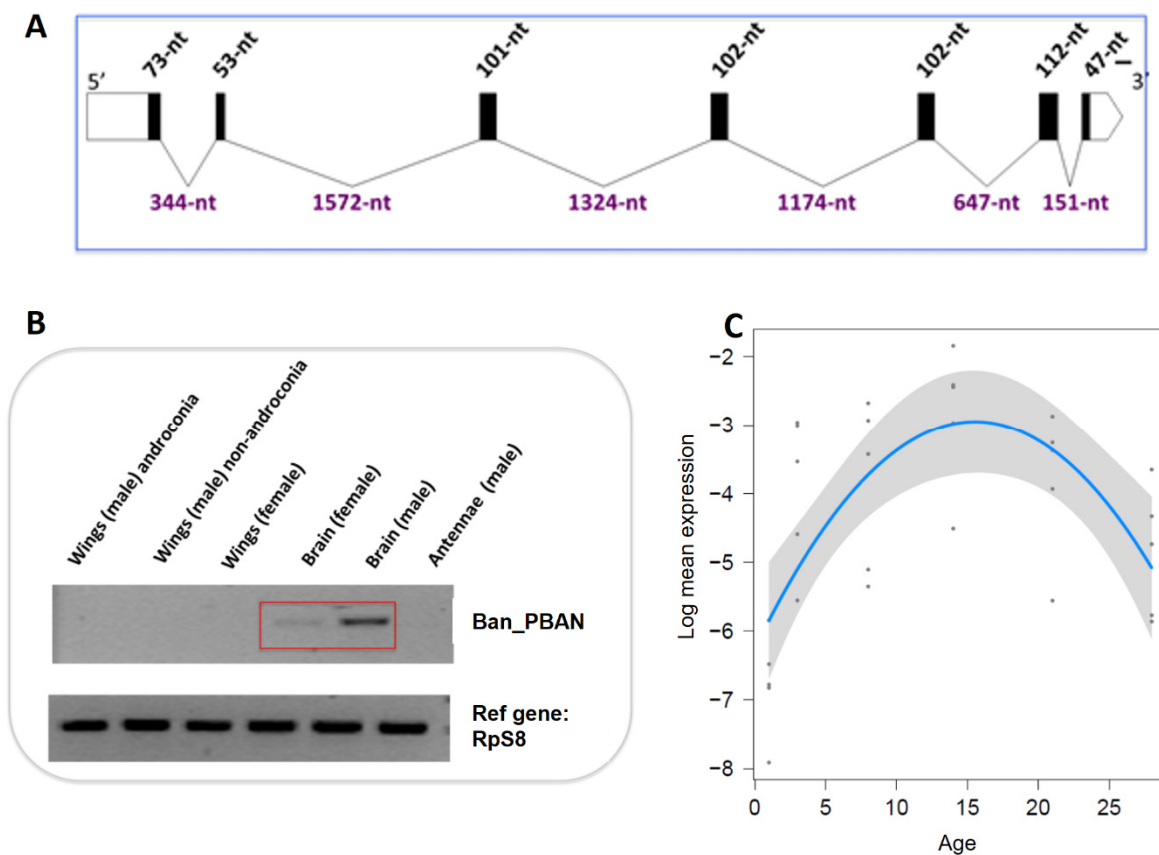 A
73-nt 53-nt 101-nt 102-nt 102-nt 112-nt 47-nt
5’ 3’
344-nt 1572-nt 1324-nt 1174-nt 647-nt 151-nt
B
Wings (male) androconia
Wings (male) non-androconia
Wings (female)
Brain (female)
Brain (male)
Antennae (male)
Ban_PBAN
Ref gene:
RpS8
C
Log mean expression
−2
−3
−4
−5
−6
−7
−8
0 5 10 15 20 25
Age